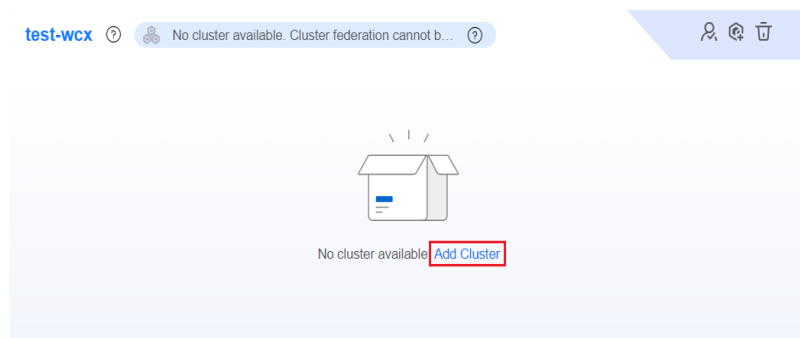 test-wcx No cluster available. Cluster federation cannot b...
No cluster available Add Cluster